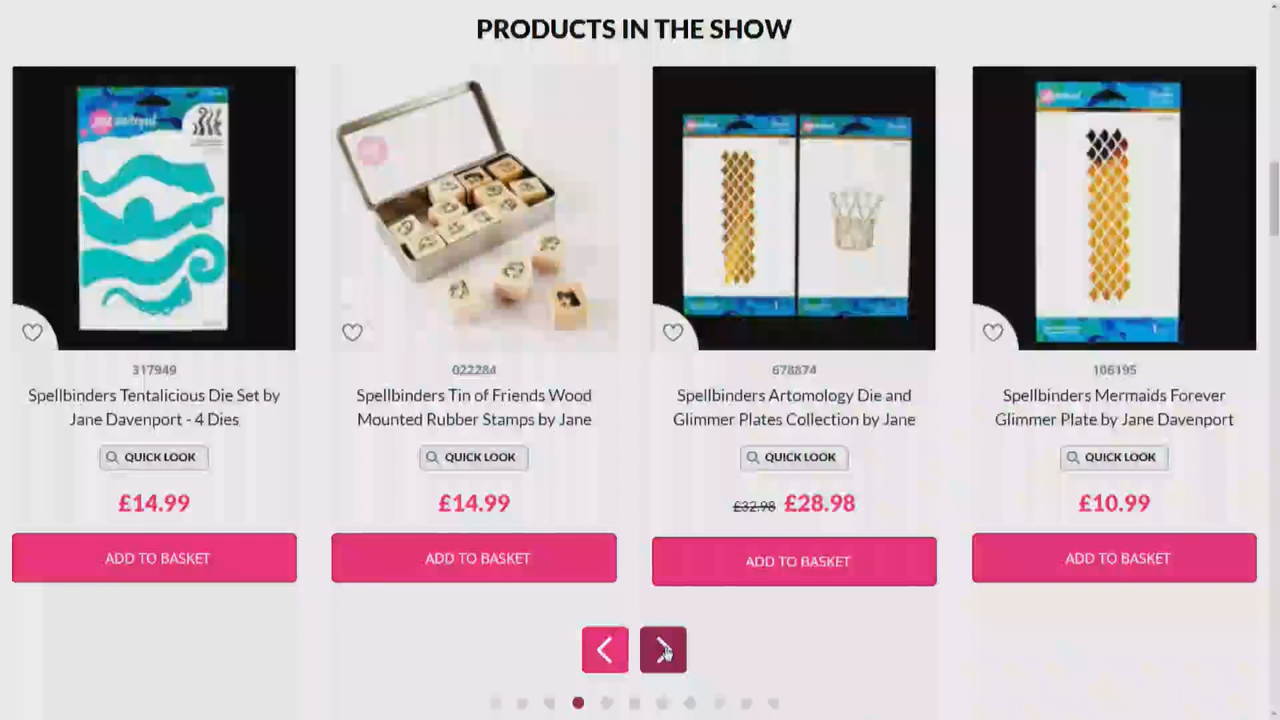 PRODUCTS IN THE SHOW
317949
Spellbinders Tentalicious Die Set by
Jane Davenport - 4 Dies
QUICK LOOK
£14.99
ADD TO BASKET
022284
Spellbinders Tin of Friends Wood
Mounted Rubber Stamps by Jane
QUICK LOOK
£14.99
ADD TO BASKET
678874
Spellbinders Artomology Die and
Glimmer Plates Collection by Jane
QUICK LOOK
£32.98 £28.98
ADD TO BASKET
106195
Spellbinders Mermaids Forever
Glimmer Plate by Jane Davenport
QUICK LOOK
£10.99
ADD TO BASKET